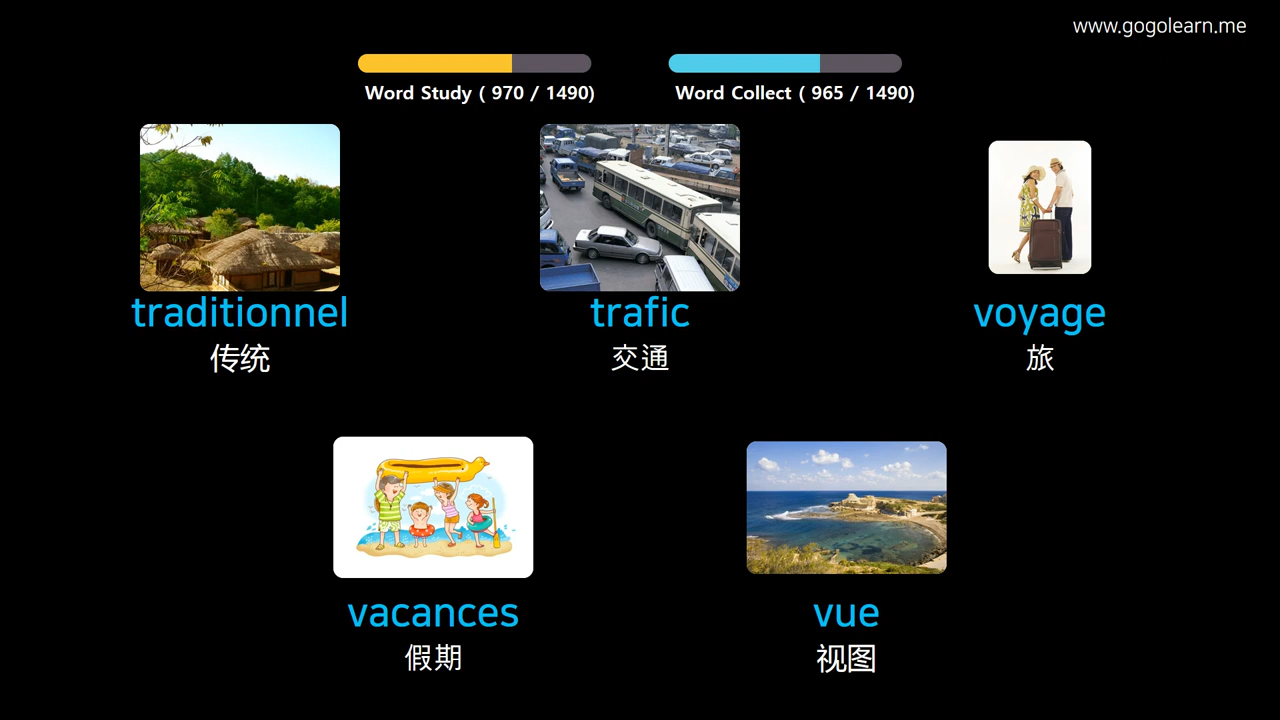 www.gogolearn.me
Word Study ( 970 / 1490)
Word Collect ( 965 / 1490)
traditionnel
传统
trafic
交通
voyage
旅
vacances
假期
vue
视图